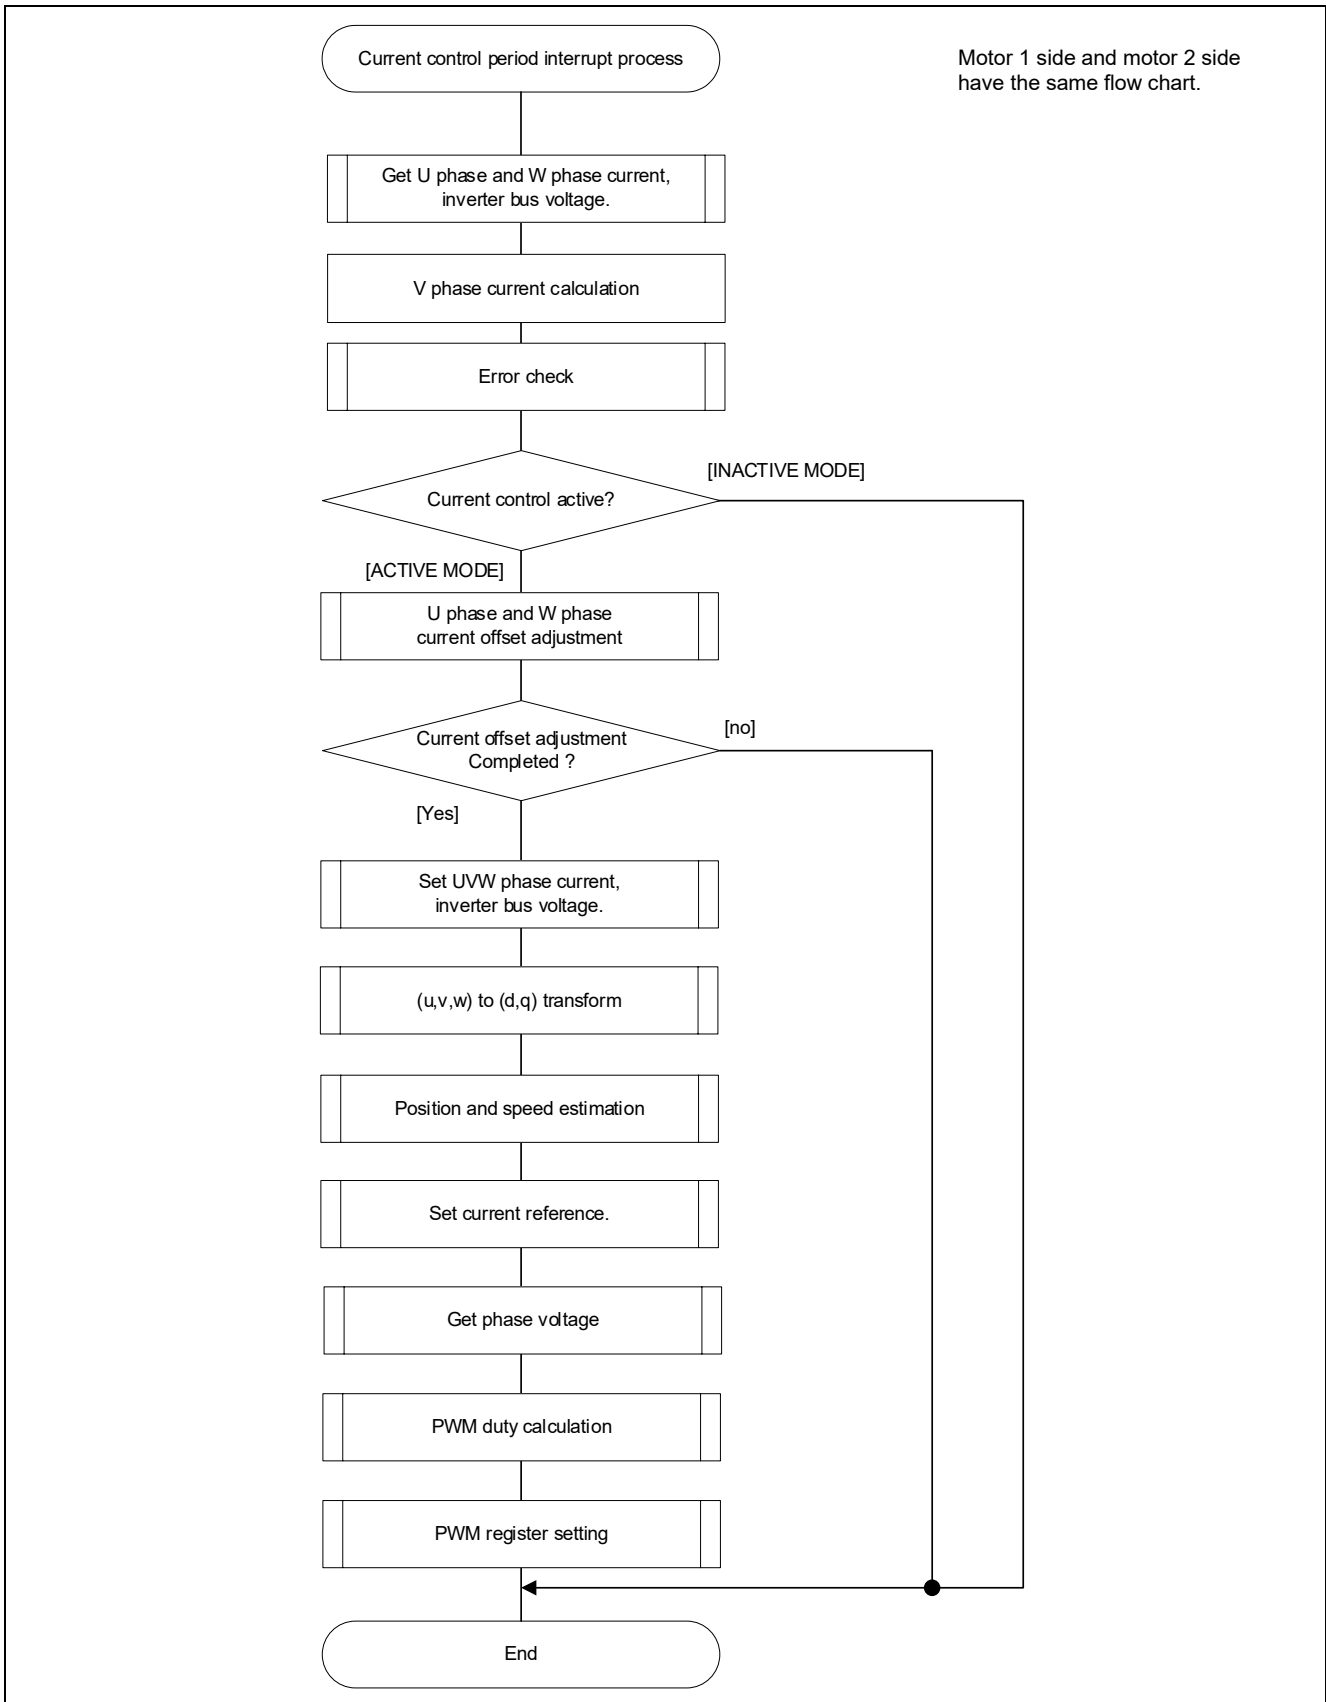 Current control period interrupt process
Motor 1 side and motor 2 side
have the same flow chart.
Get U phase and W phase current,
inverter bus voltage.
V phase current calculation
Error check
[INACTIVE MODE]
Current control active?
[ACTIVE MODE]
U phase and W phase
current offset adjustment
[no]
Current offset adjustment
Completed ?
[Yes]
Set UVW phase current,
inverter bus voltage.
(u,v,w) to (d,q) transform
Position and speed estimation
Set current reference.
Get phase voltage
PWM duty calculation
PWM register setting
End